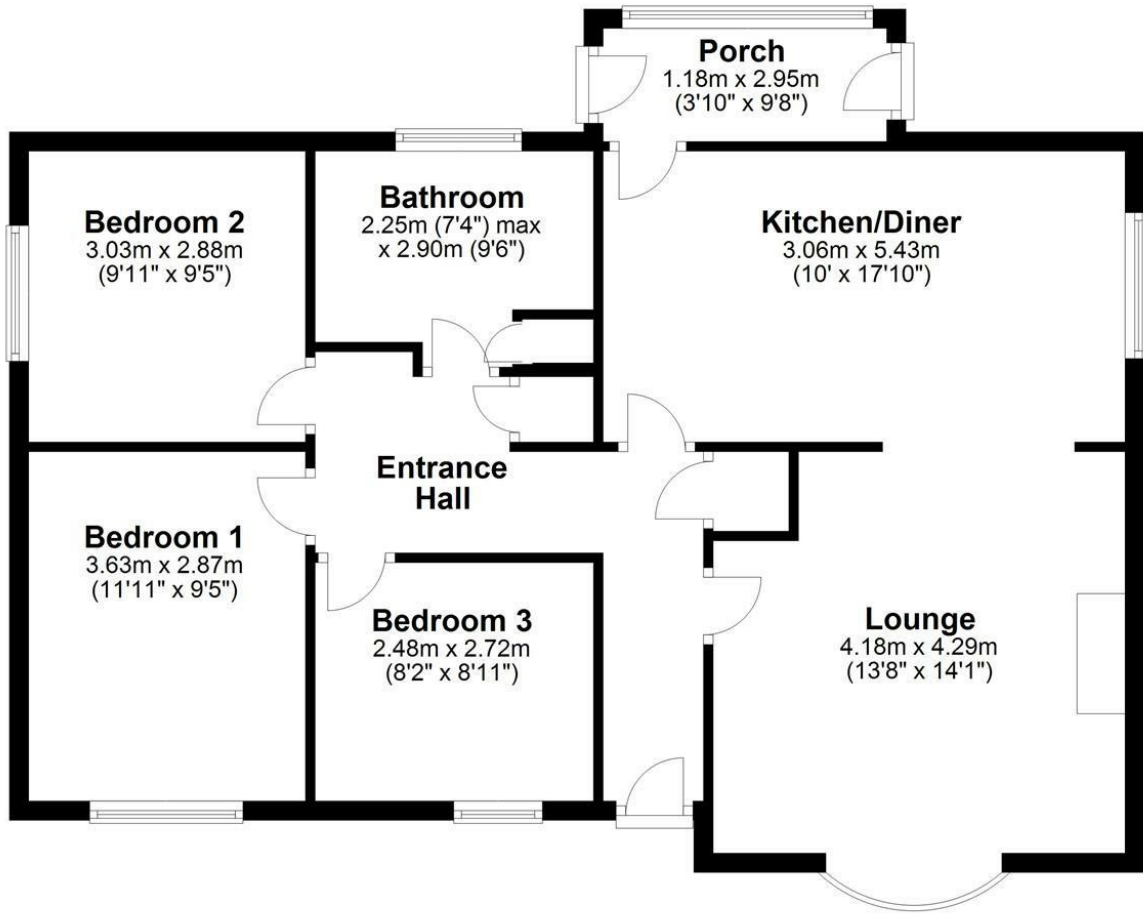 Porch
1.18m x 2.95m
(3'10" x 9'8")
Bedroom 2
3.03m x 2.88m
(9'11" x 9'5")
Bathroom
2.25m (7'4") max
x 2.90m (9'6")
Kitchen/Diner
3.06m x 5.43m
(10' x 17'10")
Entrance
Hall
Bedroom 1
3.63m x 2.87m
(11'11" x 9'5")
Bedroom 3
2.48m x 2.72m
(8'2" x 8'11")
Lounge
4.18m x 4.29m
(13'8" x 14'1")